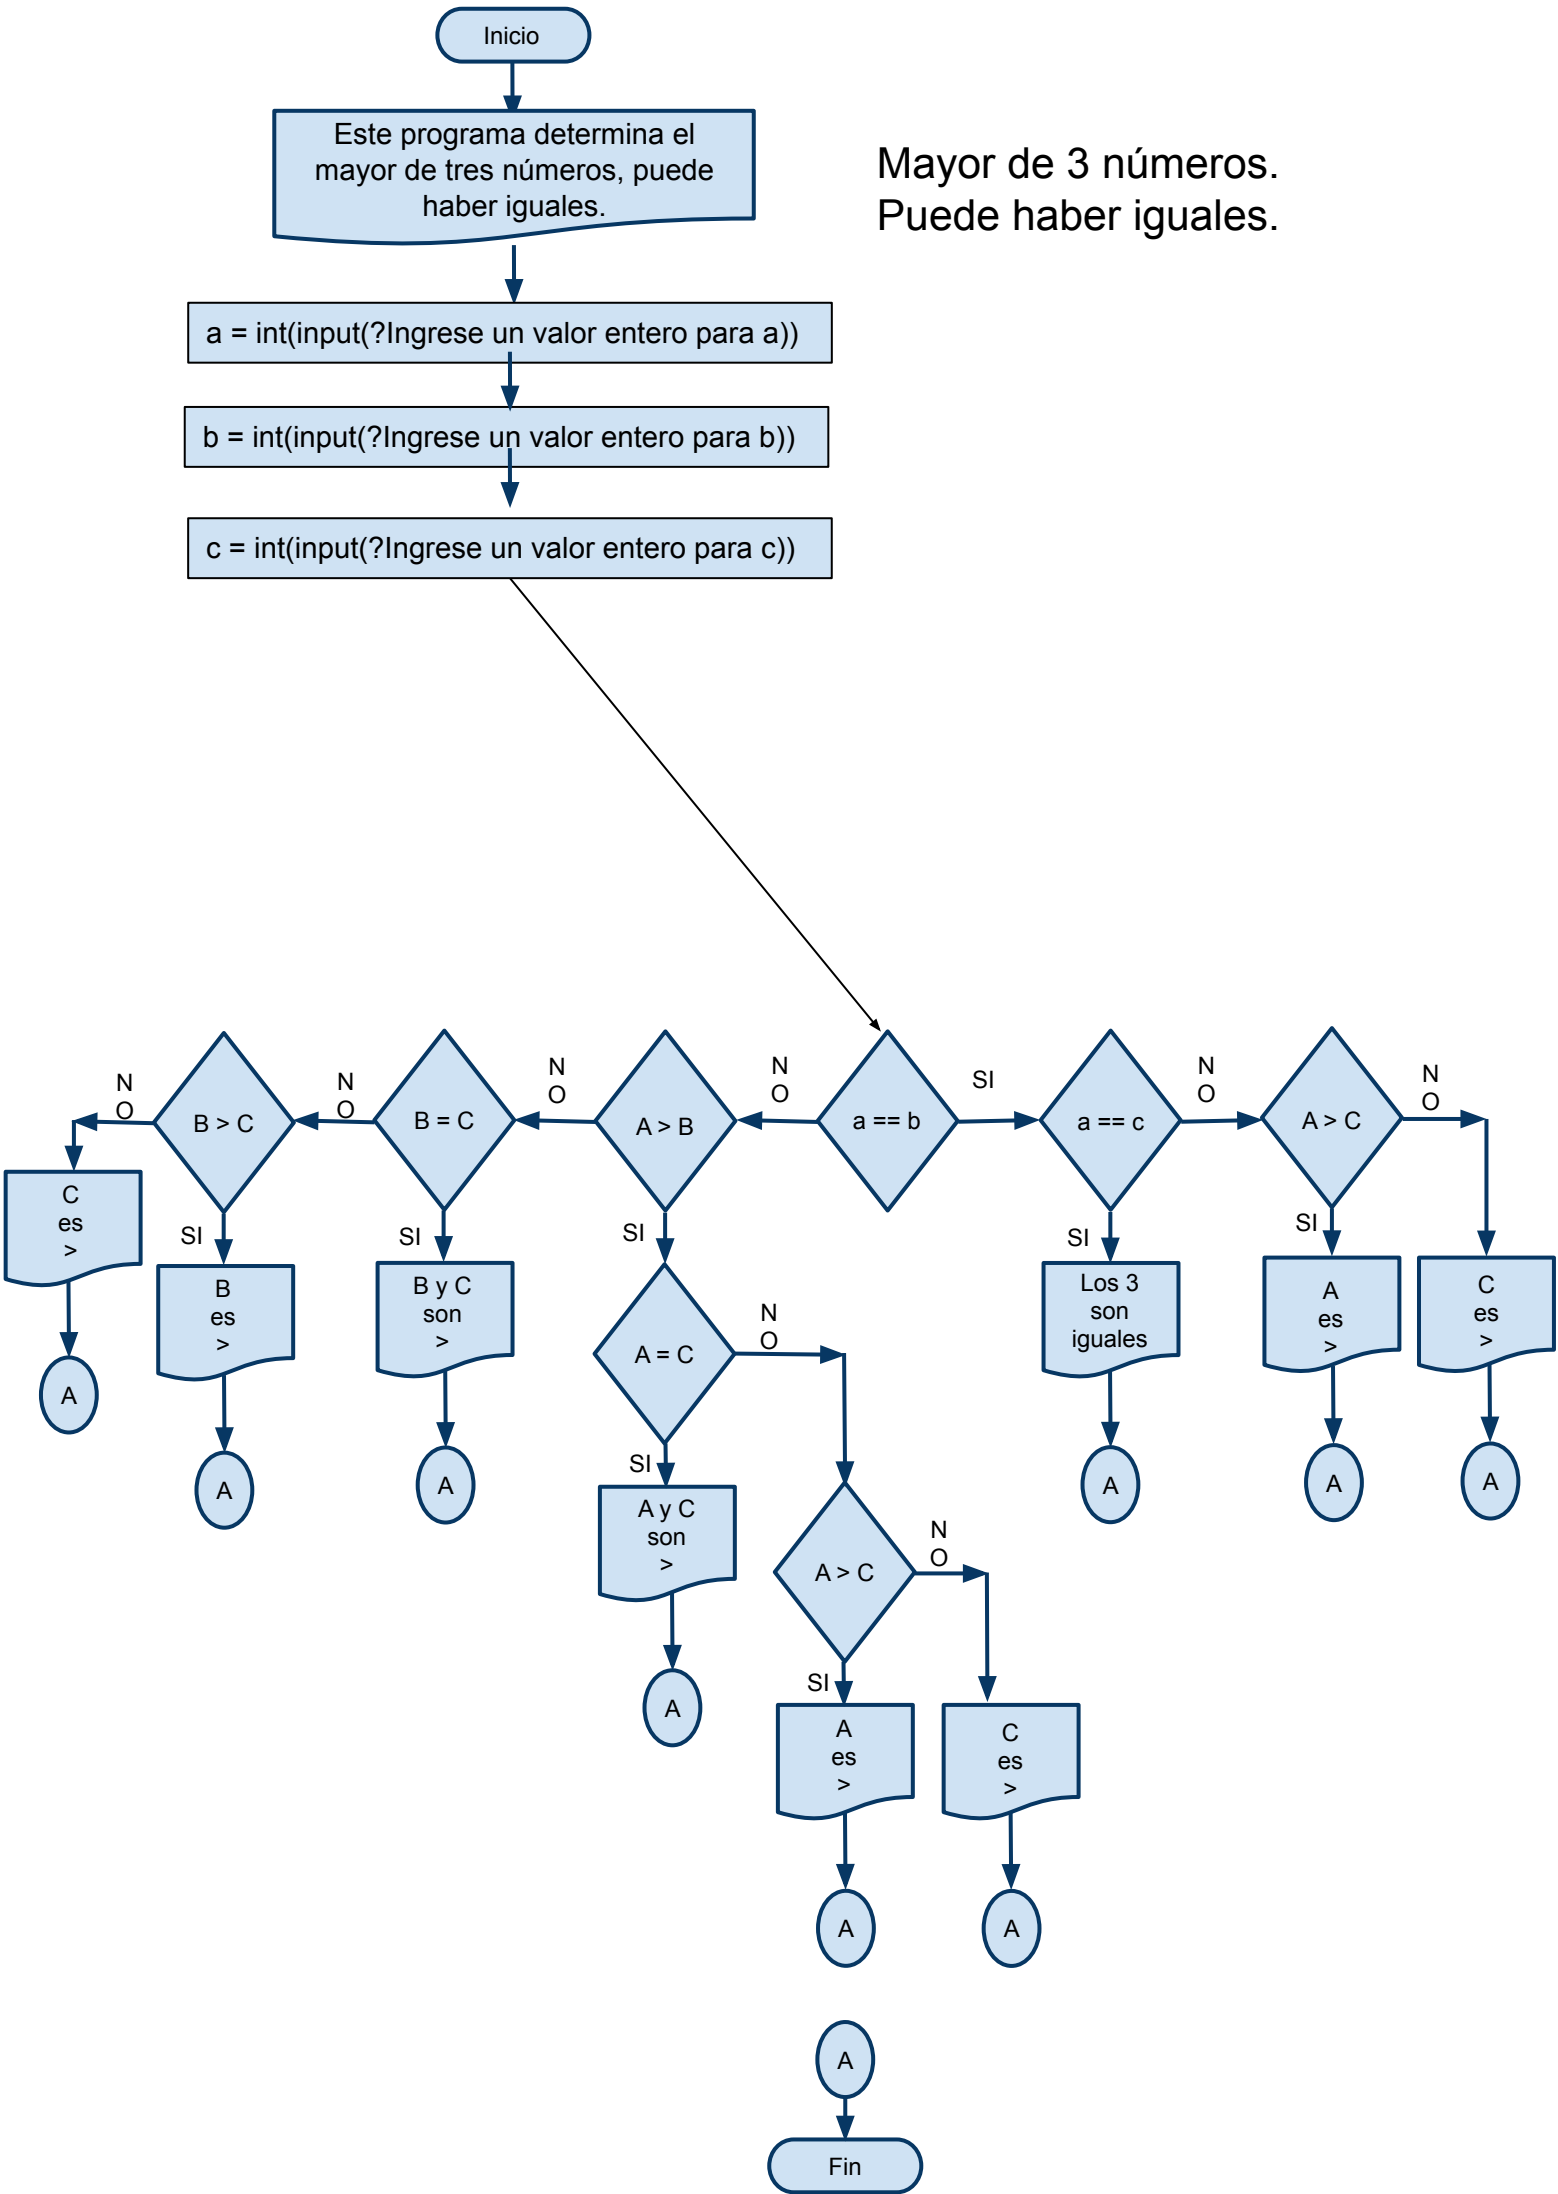 Inicio
Este programa determina el
mayor de tres números, puede
haber iguales.
Mayor de 3 números.
Puede haber iguales.
a = int(input(?Ingrese un valor entero para a))
b = int(input(?Ingrese un valor entero para b))
c = int(input(?Ingrese un valor entero para c))
N
O
B > C
N
O
B = C
N
O
A > B
N
O
a == b
SI
a == c
N
O
A > C
N
O
C
es
>
SI
B
es
>
SI
B y C
son
>
SI
A = C
N
O
SI
Los 3
son
iguales
SI
A
es
>
C
es
>
A
A
A
SI
A y C
son
>
A > C
N
O
A
A
A
A
SI
A
es
>
C
es
>
A
A
A
Fin